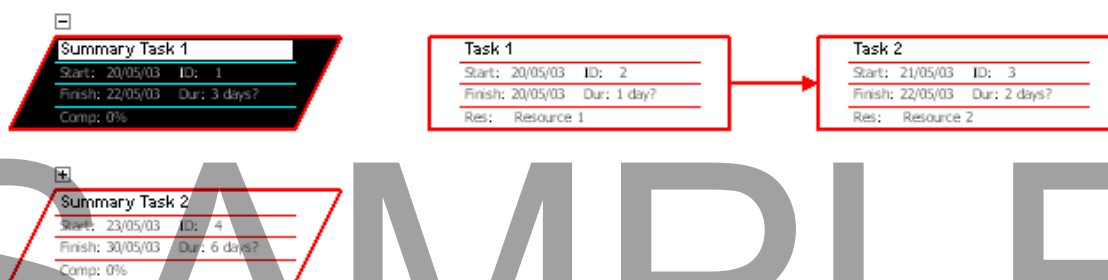 Summary Task 1
Start: 20/05/03 ID: 1
Finish: 22/05/03 Dur: 3 days?
Comp: 0%
Task 1
Start: 20/05/03 ID: 2
Finish: 20/05/03 Dur: 1 day?
Res: Resource 1
Task 2
Start: 21/05/03 ID: 3
Finish: 22/05/03 Dur: 2 days?
Res: Resource 2
Summary Task 2
Start: 23/05/03 ID: 4
Finish: 30/05/03 Dur: 6 days?
Comp: 0%
SAMPLE